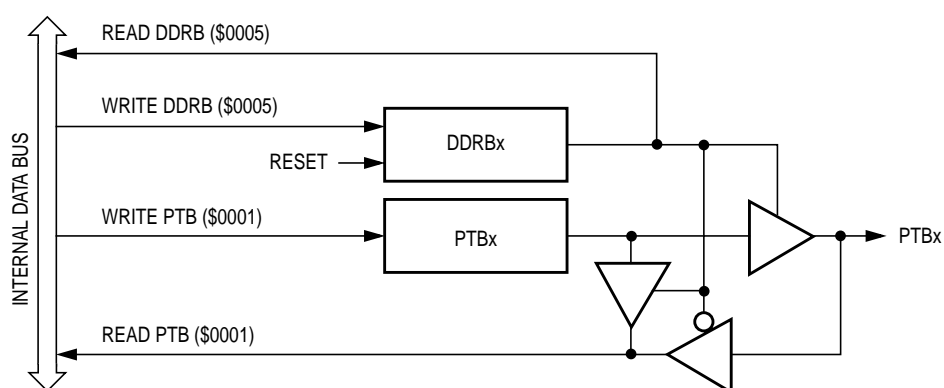 READ DDRB ($0005)
WRITE DDRB ($0005)
DDRBx
RESET
INTERNAL DATA BUS
WRITE PTB ($0001)
PTBx
PTBx
READ PTB ($0001)